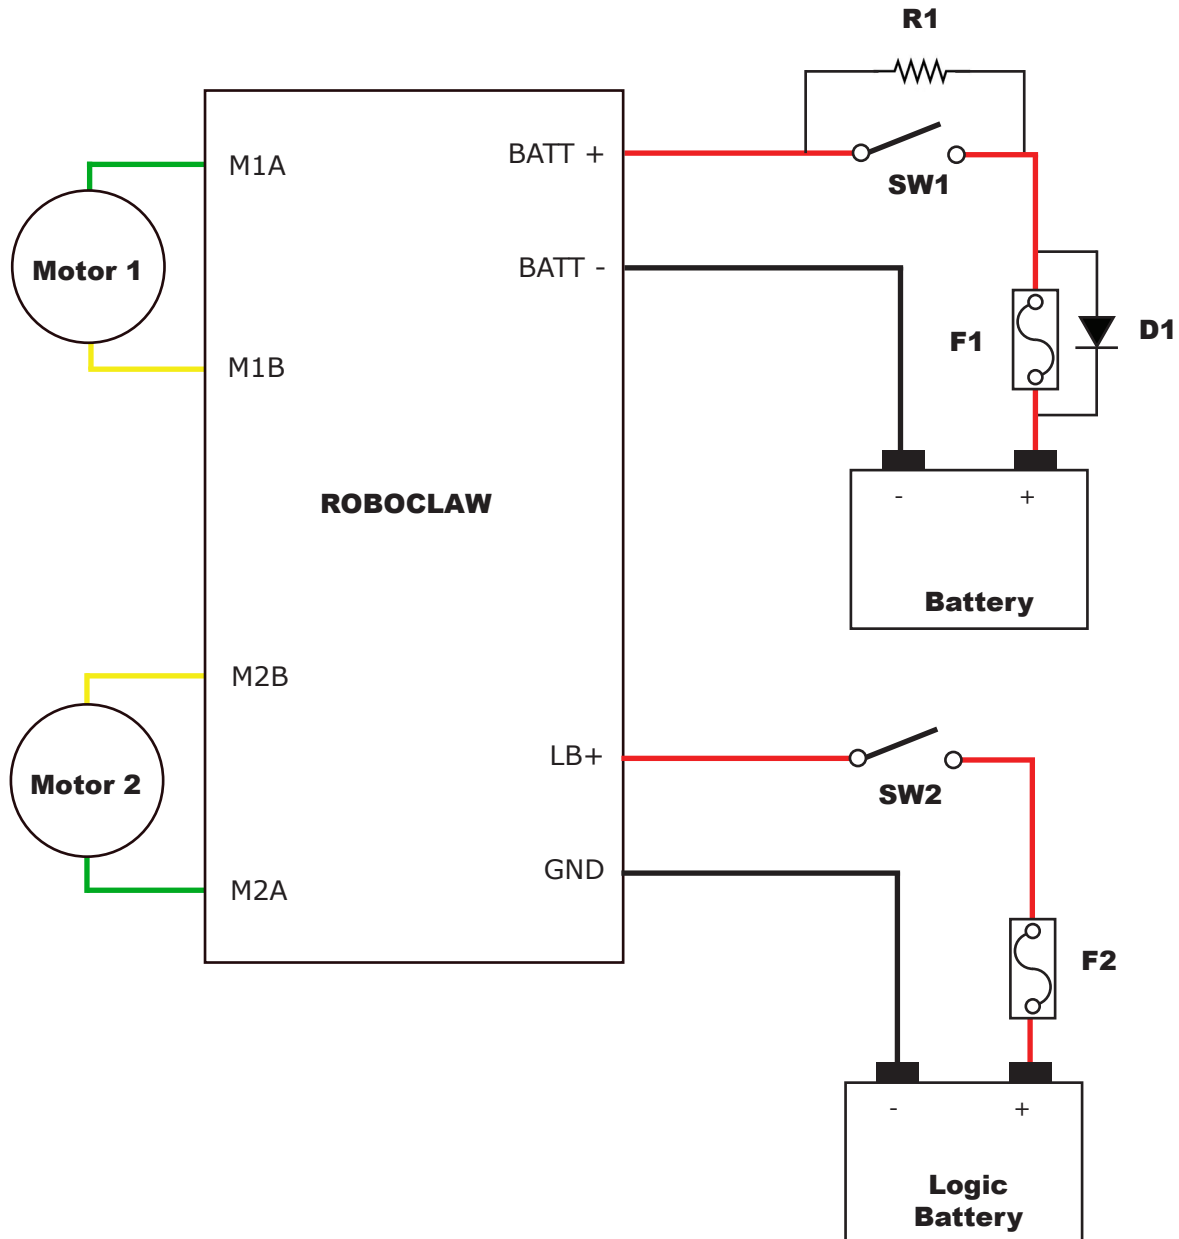 R1
M1A
BATT +
SW1
BATT -
Motor 1
F1
D1
M1B
- +
ROBOCLAW
Battery
M2B
LB+
Motor 2
SW2
GND
M2A
F2
- +
Logic
Battery